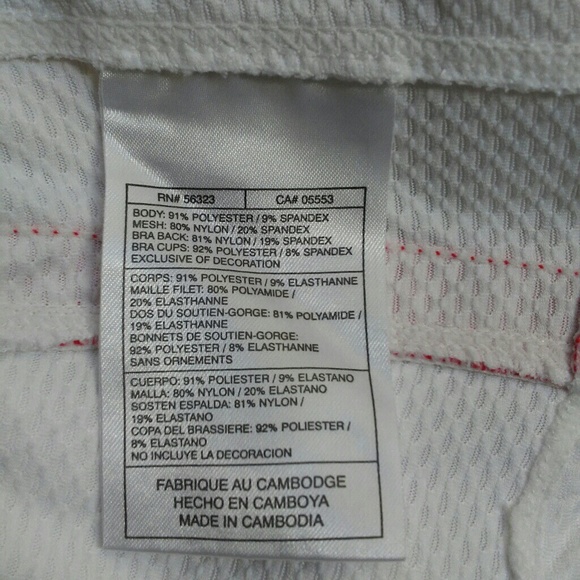 RN# 56323 CA# 05553
BODY: 91% POLYESTER / 9% SPANDEX
MESH: 80% NYLON / 20% SPANDEX
BRA BACK: 81% NYLON / 19% SPANDEX
BRA CUPS: 92% POLYESTER / 8% SPANDEX
EXCLUSIVE OF DECORATION
CORPS: 91% POLYESTER / 9% ELASTHANNE
MAILLE FILET: 80% POLYAMIDE /
20% ELASTHANNE
DOS DU SOUTIEN-GORGE: 81% POLYAMIDE /
19% ELASTHANNE
BONNETS DE SOUTIEN-GORGE:
92% POLYESTER / 8% ELASTHANNE
SANS ORNEMENTS
CUERPO: 91% POLIESTER / 9% ELASTANO
MALLA: 80% NYLON / 20% ELASTANO
SOSTEN ESPALDA: 81% NYLON /
19% ELASTANO
COPA DEL BRASSIERE: 92% POLIESTER /
8% ELASTANO
NO INCLUYE LA DECORACION
FABRIQUE AU CAMBODGE
HECHO EN CAMBOYA
MADE IN CAMBODIA